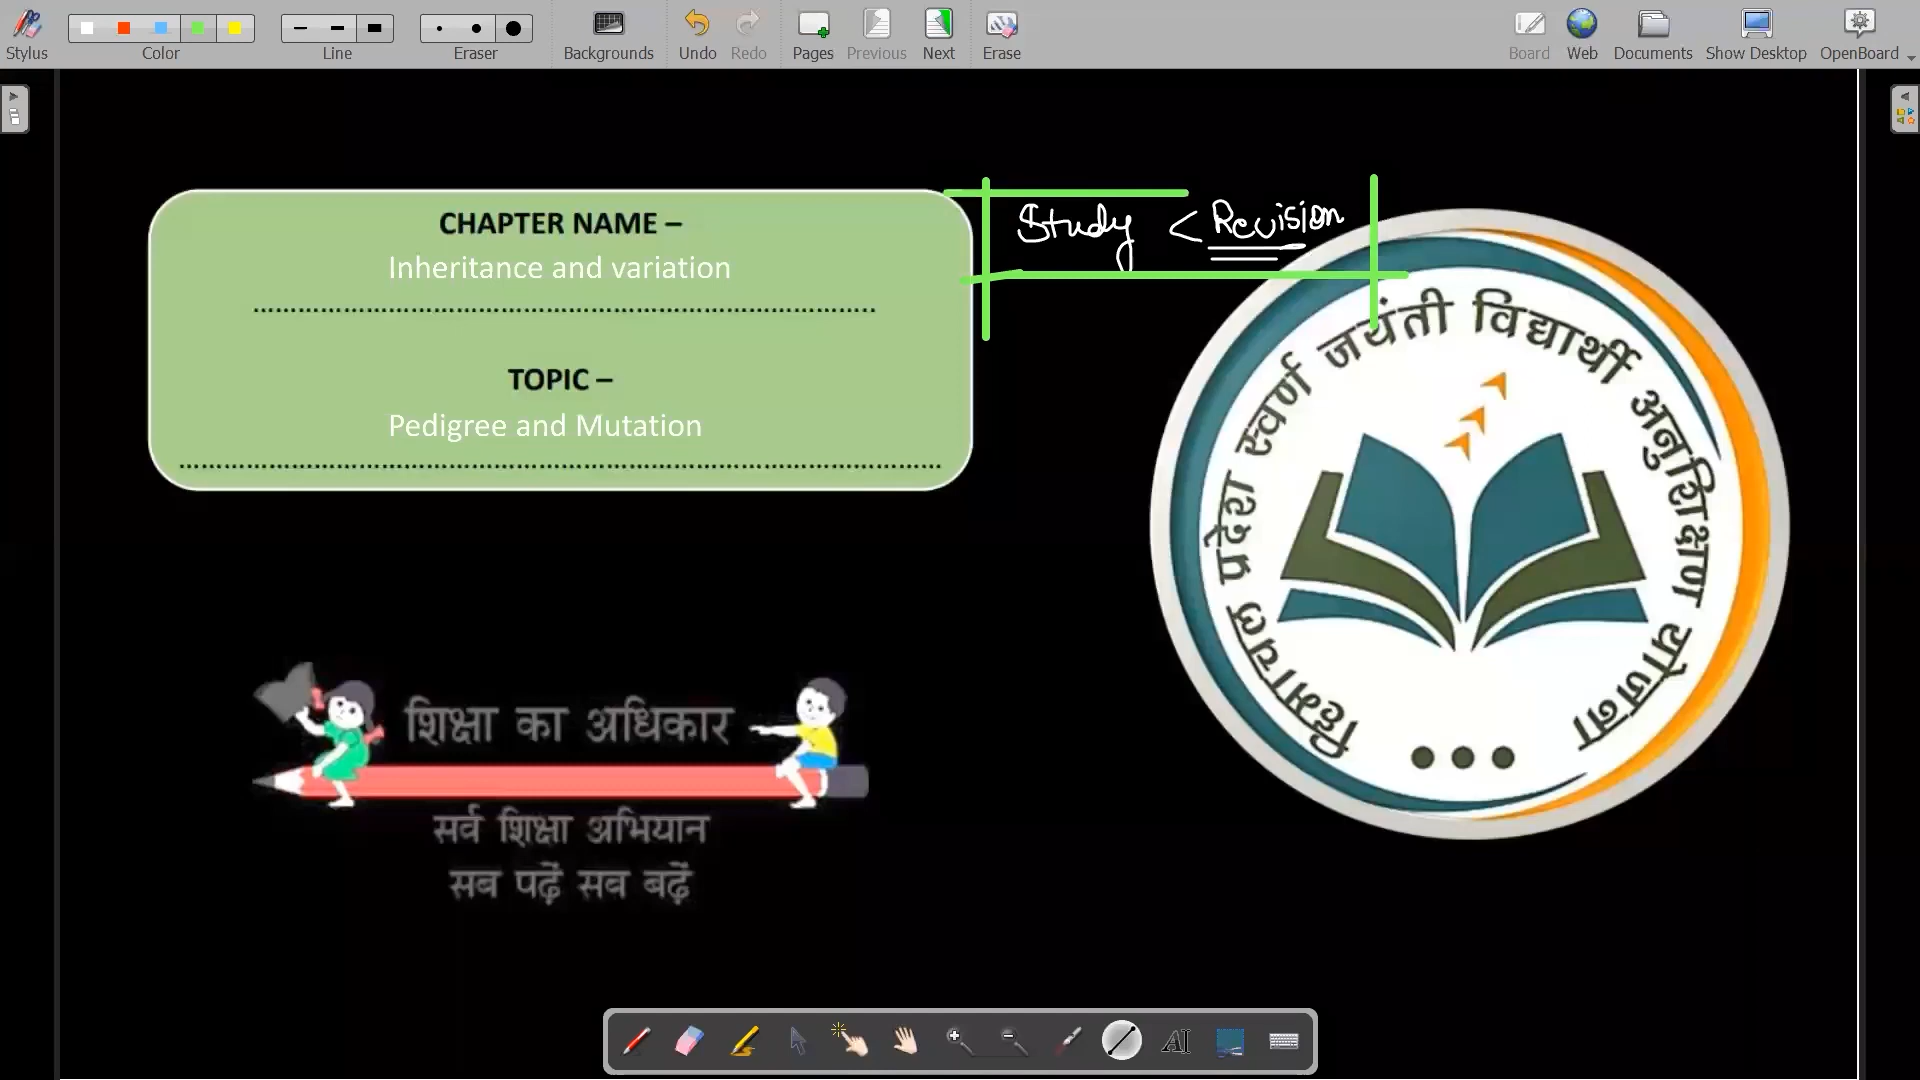 Stylus Color Line Eraser Backgrounds Undo Redo Pages Previous Next Erase Board Web Documents Show Desktop OpenBoard
CHAPTER NAME –
Inheritance and variation
TOPIC –
Pedigree and Mutation
Study < Revision
हिमाचल प्रदेश स्वर्ण जयंती विद्यार्थी अनुशिक्षण योजना
शिक्षा का अधिकार
सर्व शिक्षा अभियान
सब पढ़ें सब बढ़ें